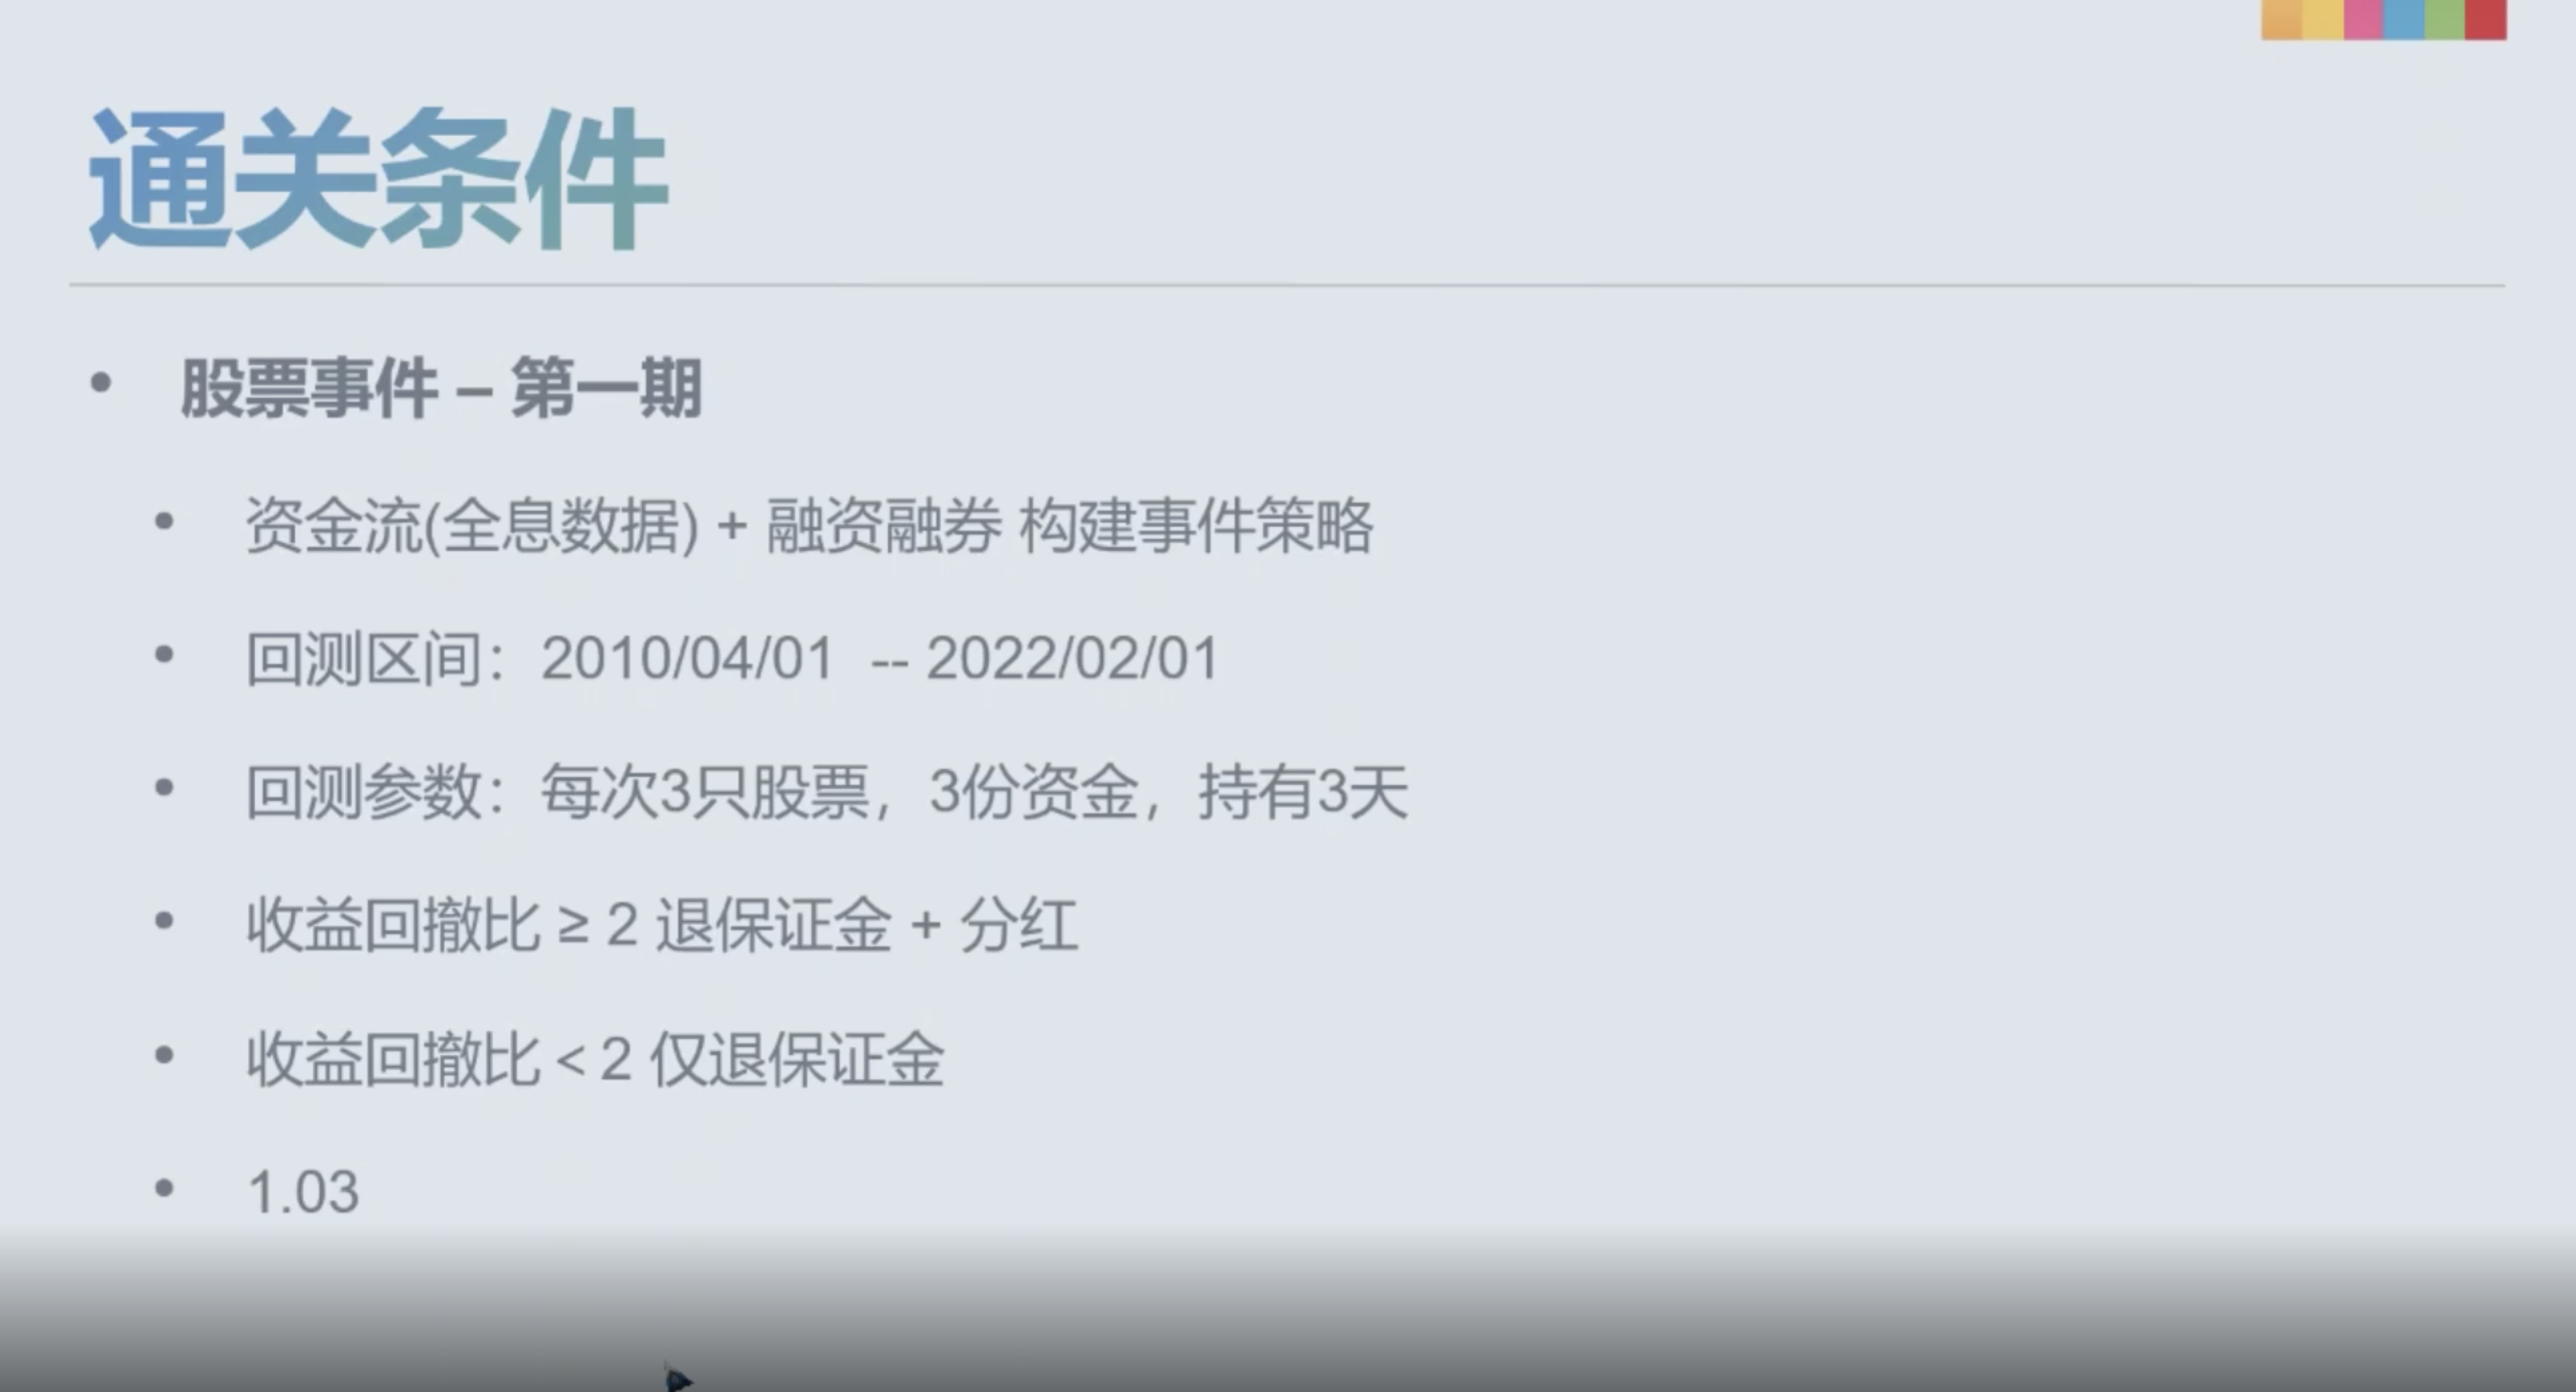 通关条件
股票事件 – 第一期
资金流(全息数据) + 融资融券 构建事件策略
回测区间：2010/04/01 -- 2022/02/01
回测参数：每次3只股票，3份资金，持有3天
收益回撤比 ≥ 2 退保证金 + 分红
收益回撤比 < 2 仅退保证金
1.03